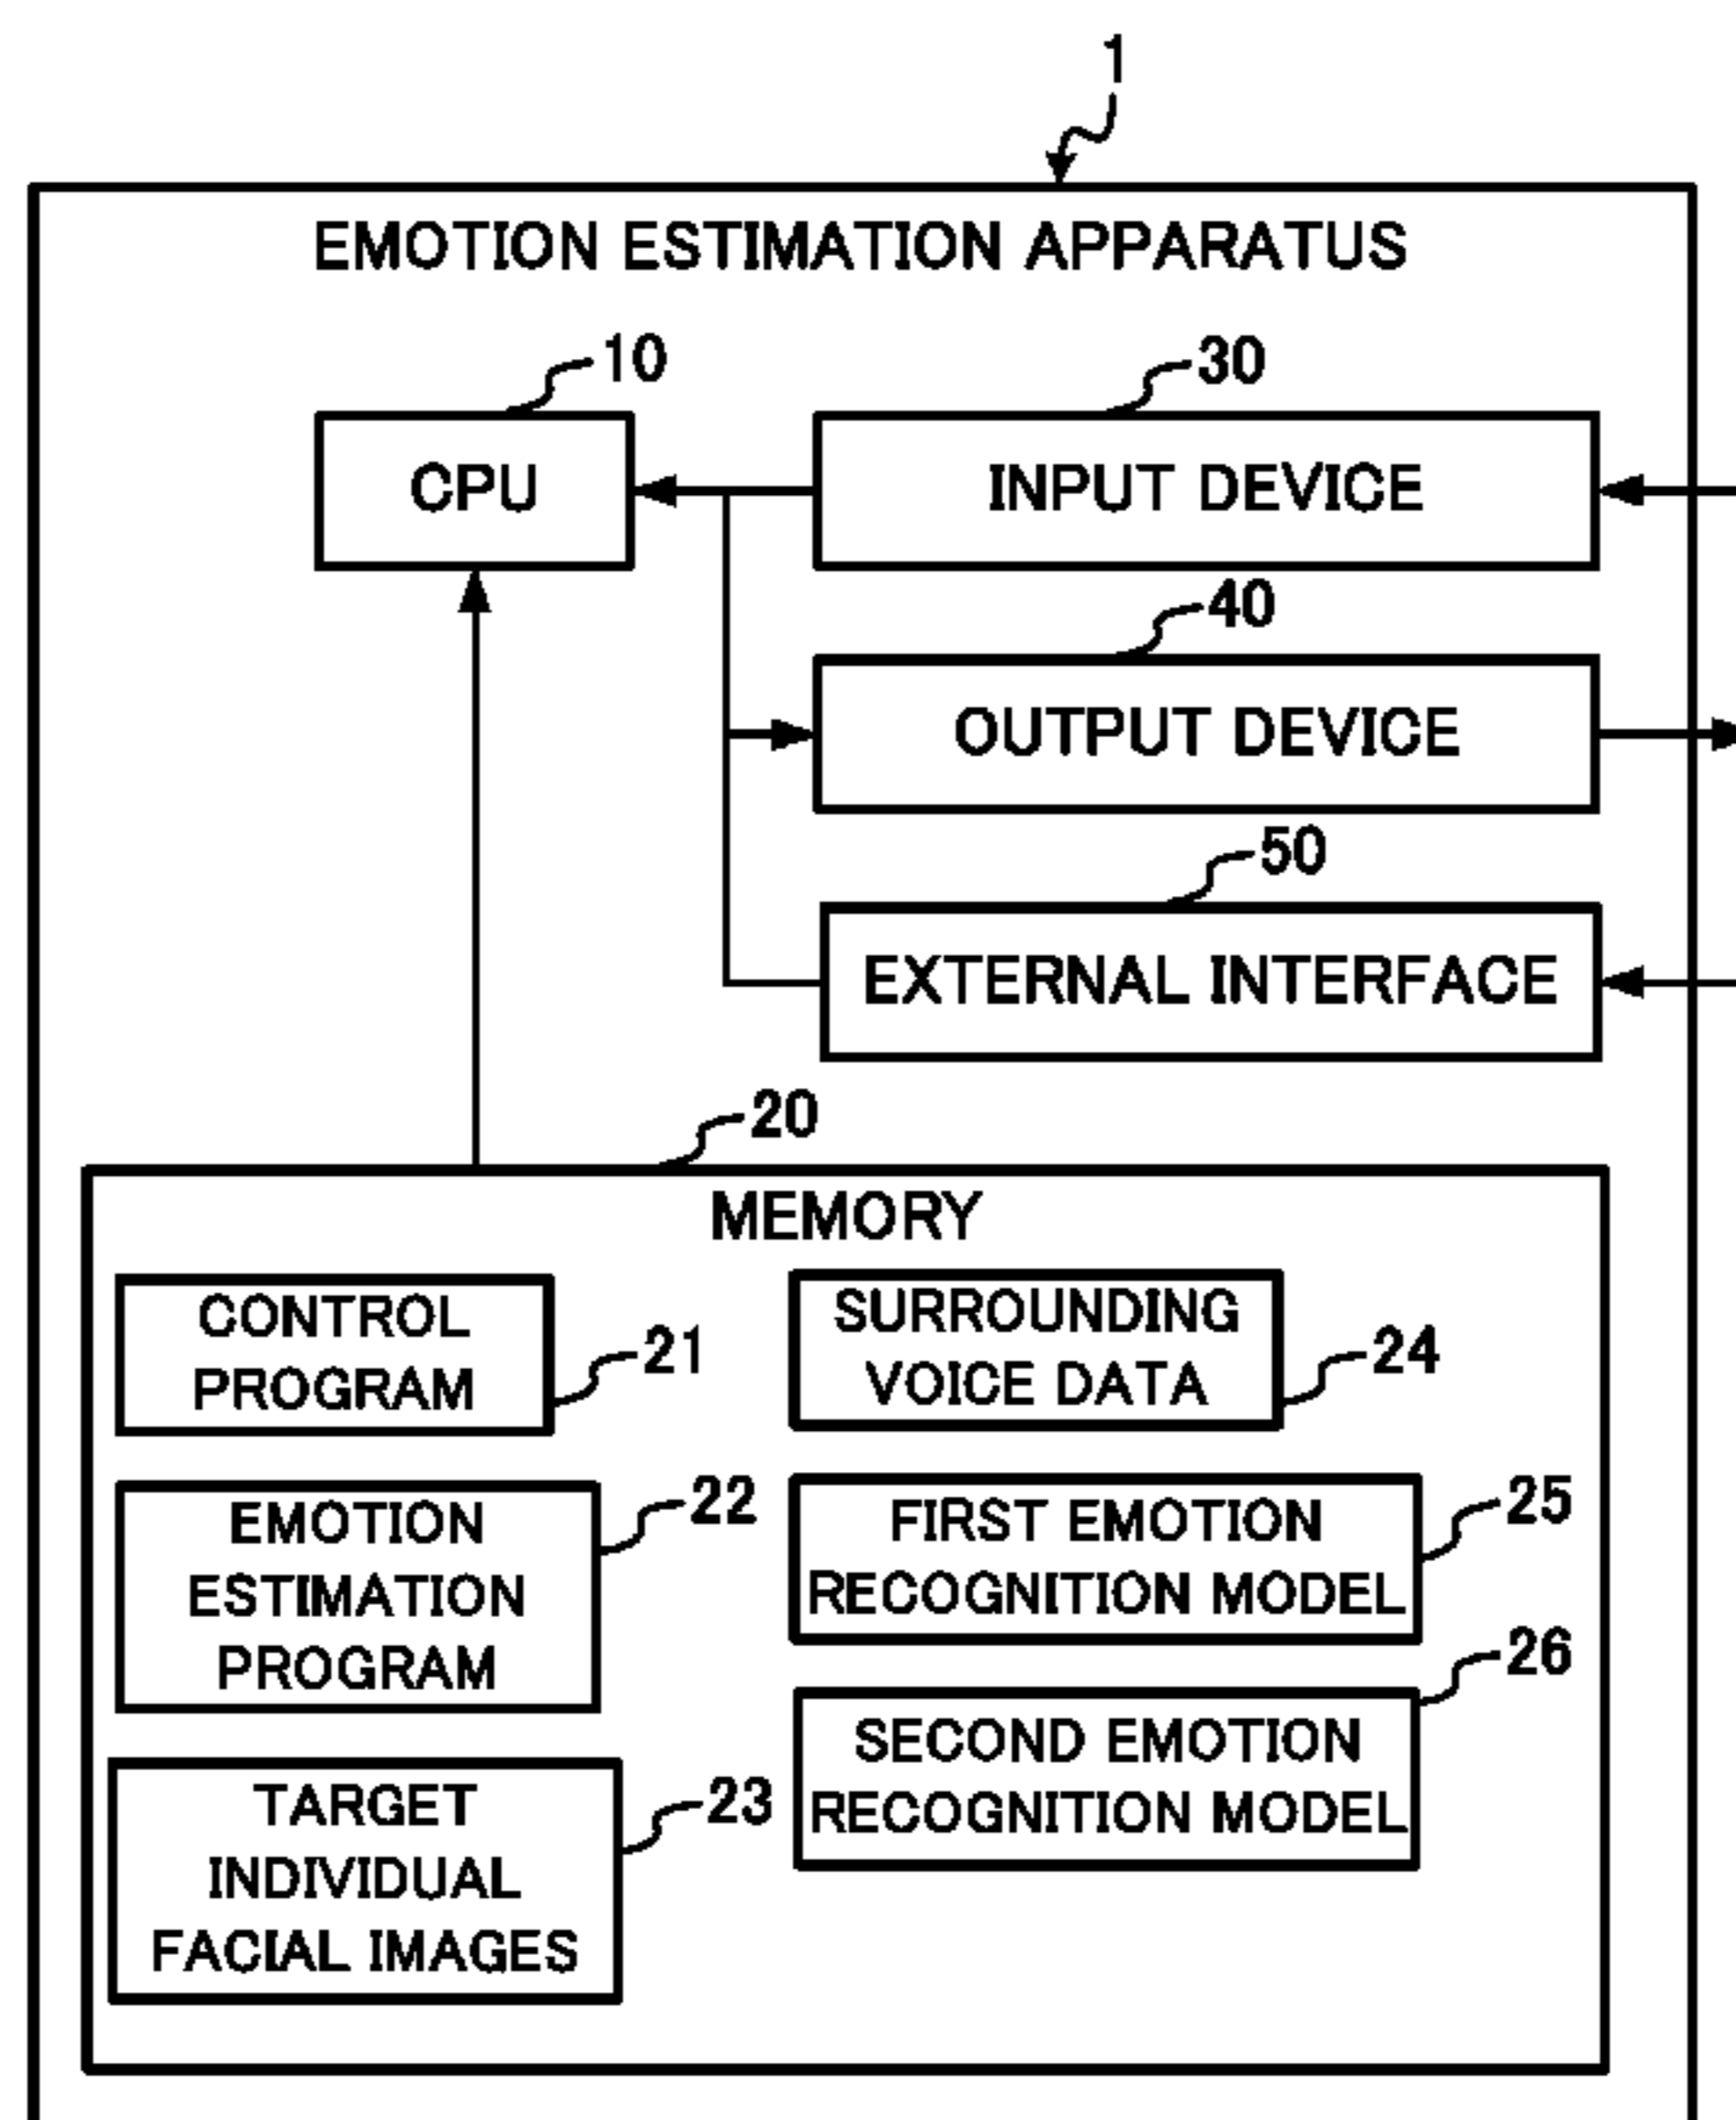 1
EMOTION ESTIMATION APPARATUS
10
30
CPU
INPUT DEVICE
40
OUTPUT DEVICE
50
EXTERNAL INTERFACE
20
MEMORY
CONTROL
PROGRAM
21
EMOTION
ESTIMATION
PROGRAM
22
TARGET
INDIVIDUAL
FACIAL IMAGES
23
SURROUNDING
VOICE DATA
24
FIRST EMOTION
RECOGNITION MODEL
25
SECOND EMOTION
RECOGNITION MODEL
26